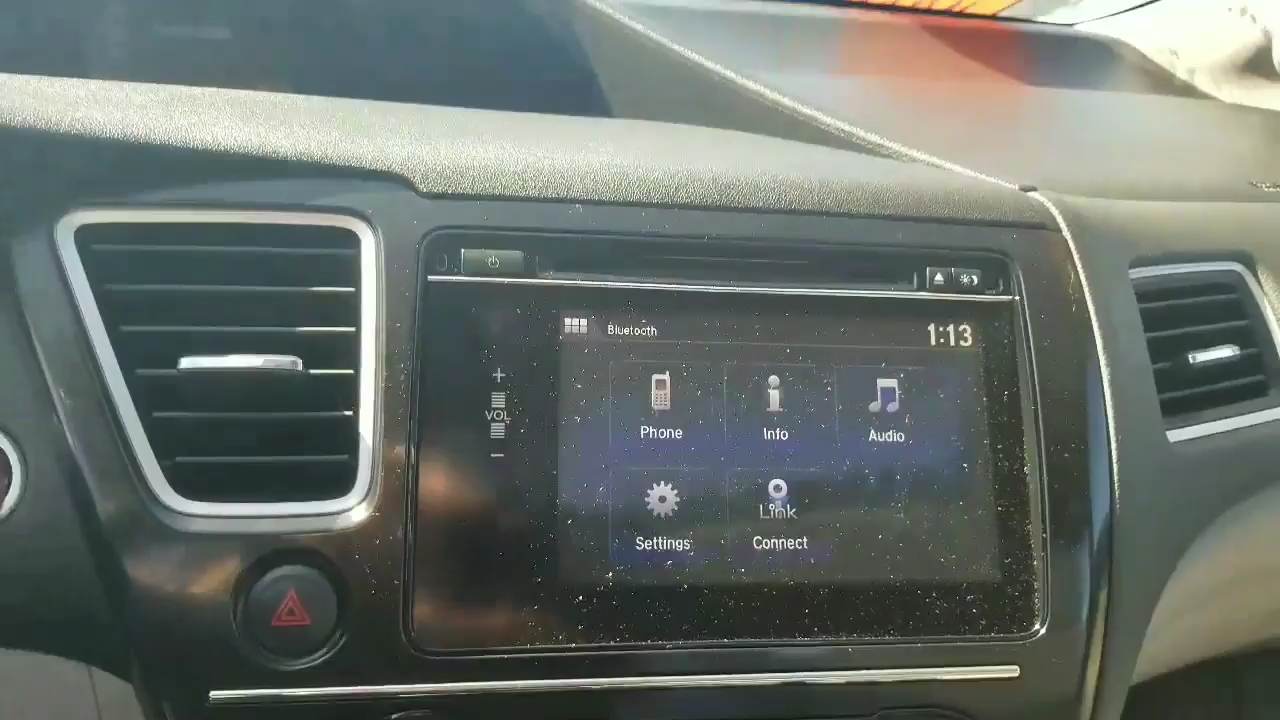 Bluetooth
1:13
+
VOL
−
Phone
Info
Audio
Settings
Link
Connect